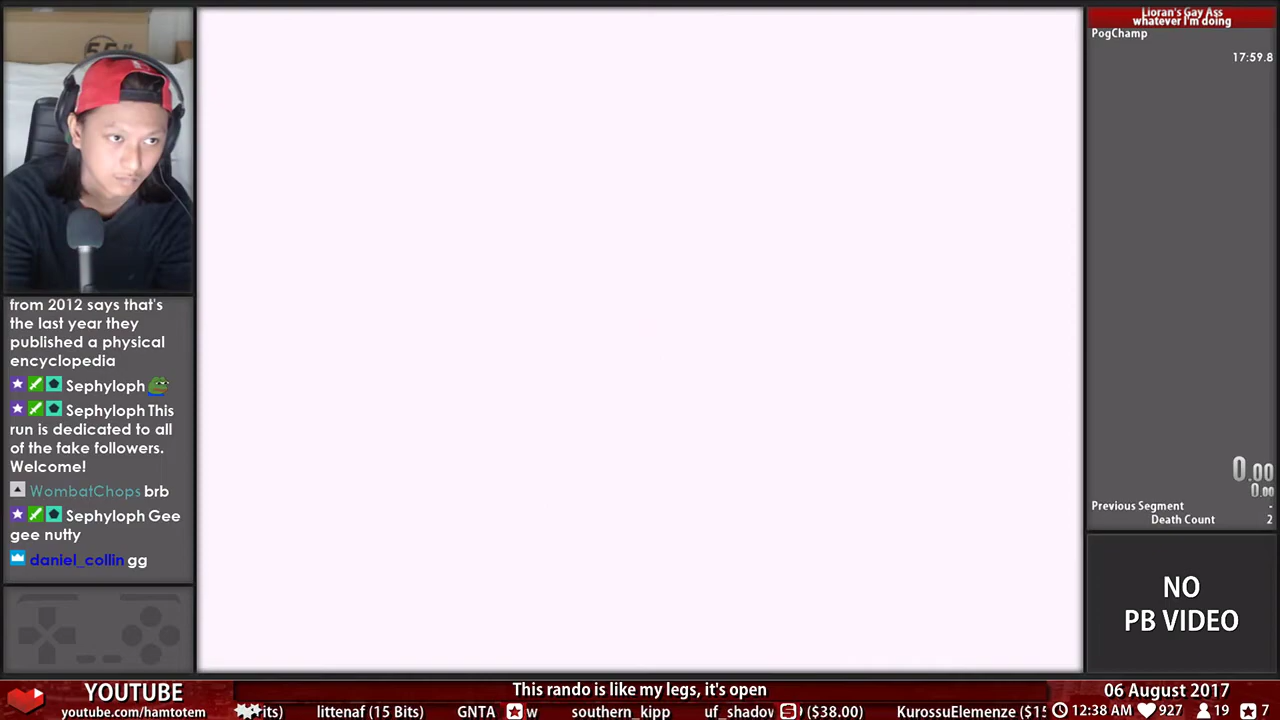 Lioran's Gay Ass
whatever I'm doing
PogChamp
17:59.8
from 2012 says that's
the last year they
published a physical
encyclopedia
Sephyloph
Sephyloph This
run is dedicated to all
of the fake followers.
Welcome!
WombatChops brb
Sephyloph Gee
gee nutty
daniel_collin gg
0.00
0.00
Previous Segment -
Death Count 2
NO
PB VIDEO
YOUTUBE
youtube.com/hamtotem
This rando is like my legs, it's open
its) littenaf (15 Bits) GNTA w southern_kipp uf_shadov ($38.00) KurossuElemenze ($15
06 August 2017
12:38 AM 927 19 7